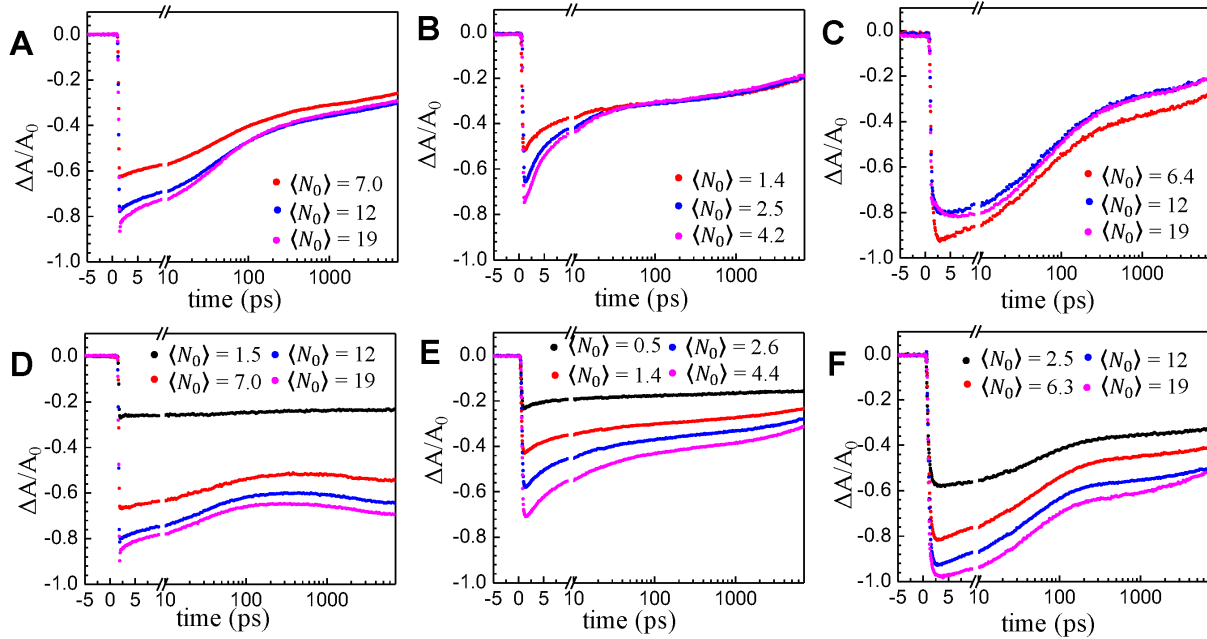 A
0.0
-0.2
-0.4
-0.6
-0.8
-1.0
ΔA/A₀
⟨N₀⟩ = 7.0
⟨N₀⟩ = 12
⟨N₀⟩ = 19
-5 0 5 10 100 1000
time (ps)
B
0.0
-0.2
-0.4
-0.6
-0.8
-1.0
ΔA/A₀
⟨N₀⟩ = 1.4
⟨N₀⟩ = 2.5
⟨N₀⟩ = 4.2
-5 0 5 10 100 1000
time (ps)
C
0.0
-0.2
-0.4
-0.6
-0.8
-1.0
ΔA/A₀
⟨N₀⟩ = 6.4
⟨N₀⟩ = 12
⟨N₀⟩ = 19
-5 0 5 10 100 1000
time (ps)
D
0.0
-0.2
-0.4
-0.6
-0.8
-1.0
ΔA/A₀
⟨N₀⟩ = 1.5 ⟨N₀⟩ = 12
⟨N₀⟩ = 7.0 ⟨N₀⟩ = 19
-5 0 5 10 100 1000
time (ps)
E
0.0
-0.2
-0.4
-0.6
-0.8
-1.0
ΔA/A₀
⟨N₀⟩ = 0.5 ⟨N₀⟩ = 2.6
⟨N₀⟩ = 1.4 ⟨N₀⟩ = 4.4
-5 0 5 10 100 1000
time (ps)
F
0.0
-0.2
-0.4
-0.6
-0.8
-1.0
ΔA/A₀
⟨N₀⟩ = 2.5 ⟨N₀⟩ = 12
⟨N₀⟩ = 6.3 ⟨N₀⟩ = 19
-5 0 5 10 100 1000
time (ps)